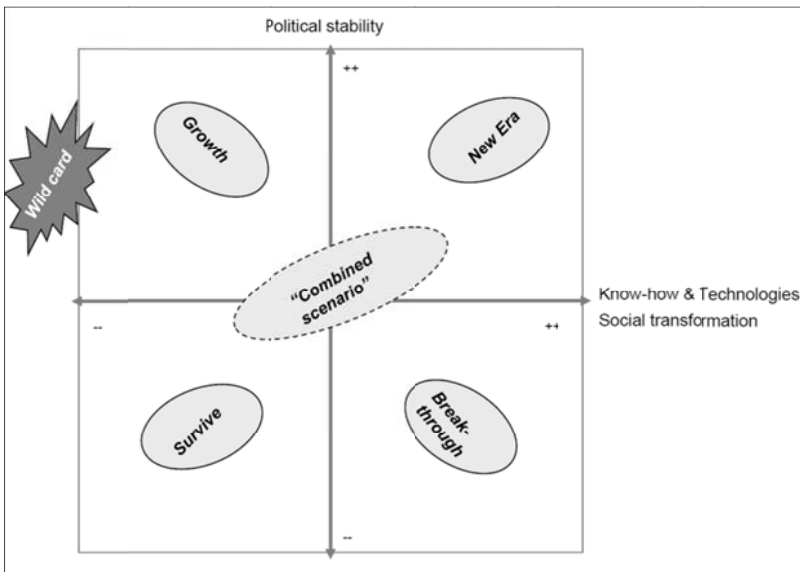 Political stability
++
Growth
New Era
Wild card
"Combined
scenario"
Know-how & Technologies
Social transformation
--
++
Survive
Break-
through
--